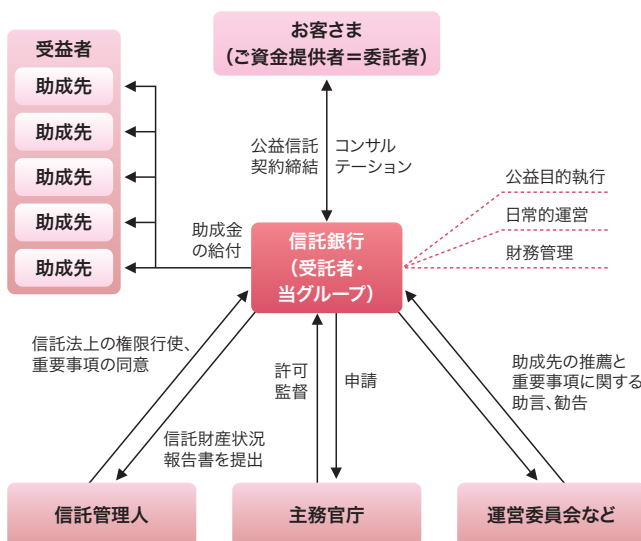 お客さま
(ご資金提供者＝委託者)
受益者
助成先
助成先
助成先
助成先
助成先
公益信託
契約締結
コンサル
テーション
公益目的執行
日常的運営
財務管理
助成金
の給付
信託銀行
(受託者・
当グループ)
信託法上の権限行使、
重要事項の同意
許可
監督
申請
助成先の推薦と
重要事項に関する
助言、勧告
信託財産状況
報告書を提出
信託管理人
主務官庁
運営委員会など